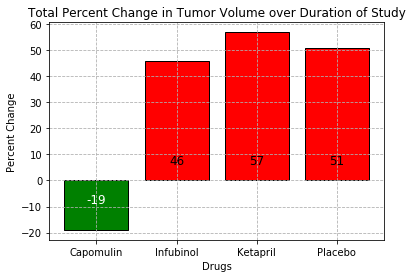 Total Percent Change in Tumor Volume over Duration of Study
Percent Change
60
50
40
30
20
10
0
−10
−20
-19
46
57
51
Capomulin
Infubinol
Ketapril
Placebo
Drugs